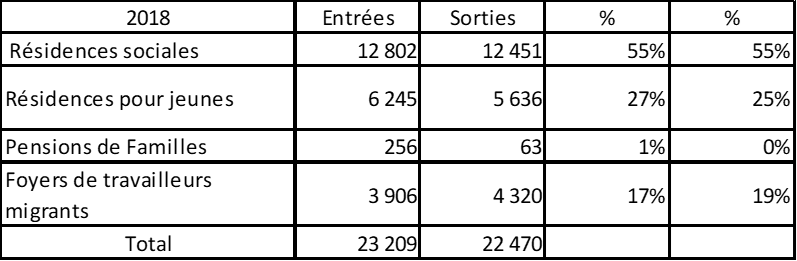 2018 Entrées Sorties % %
Résidences sociales 12 802 12 451 55% 55%
Résidences pour jeunes 6 245 5 636 27% 25%
Pensions de Familles 256 63 1% 0%
Foyers de travailleurs
migrants 3 906 4 320 17% 19%
Total 23 209 22 470